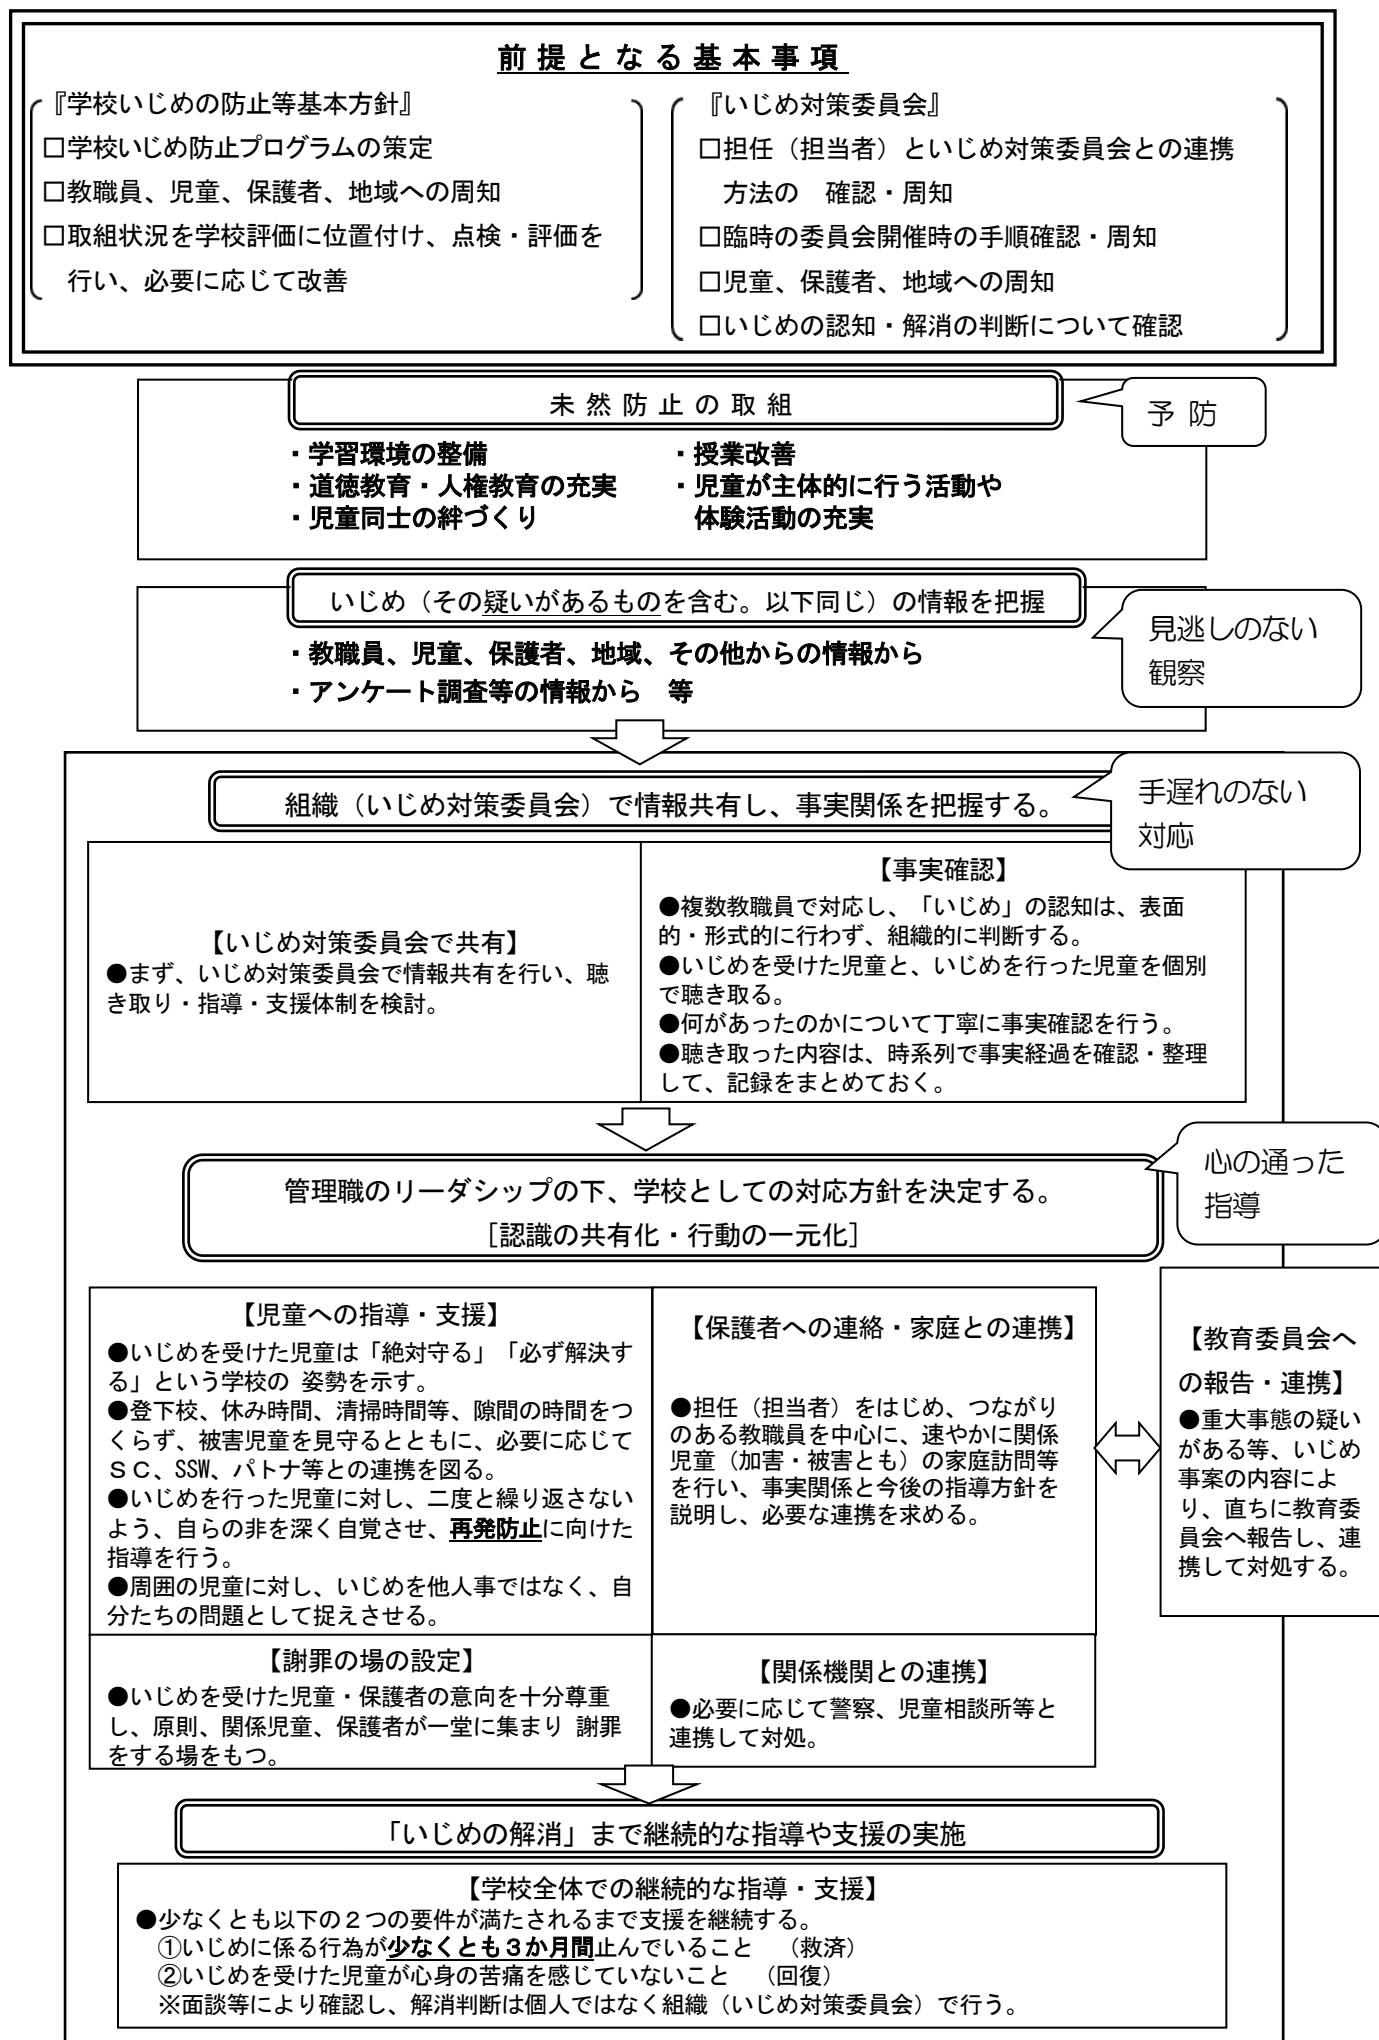 前提となる基本事項
『学校いじめの防止等基本方針』
□学校いじめ防止プログラムの策定
□教職員、児童、保護者、地域への周知
□取組状況を学校評価に位置付け、点検・評価を
行い、必要に応じて改善
『いじめ対策委員会』
□担任（担当者）といじめ対策委員会との連携
方法の　確認・周知
□臨時の委員会開催時の手順確認・周知
□児童、保護者、地域への周知
□いじめの認知・解消の判断について確認
未然防止の取組
予 防
・学習環境の整備
・道徳教育・人権教育の充実
・児童同士の絆づくり
・授業改善
・児童が主体的に行う活動や
体験活動の充実
いじめ（その疑いがあるものを含む。以下同じ）の情報を把握
見逃しのない
観察
・教職員、児童、保護者、地域、その他からの情報から
・アンケート調査等の情報から　等
組織（いじめ対策委員会）で情報共有し、事実関係を把握する。
手遅れのない
対応
【いじめ対策委員会で共有】
●まず、いじめ対策委員会で情報共有を行い、聴
き取り・指導・支援体制を検討。
【事実確認】
●複数教職員で対応し、「いじめ」の認知は、表面
的・形式的に行わず、組織的に判断する。
●いじめを受けた児童と、いじめを行った児童を個別
で聴き取る。
●何があったのかについて丁寧に事実確認を行う。
●聴き取った内容は、時系列で事実経過を確認・整理
して、記録をまとめておく。
管理職のリーダシップの下、学校としての対応方針を決定する。
［認識の共有化・行動の一元化］
心の通った
指導
【児童への指導・支援】
●いじめを受けた児童は「絶対守る」「必ず解決す
る」という学校の 姿勢を示す。
●登下校、休み時間、清掃時間等、隙間の時間をつ
くらず、被害児童を見守るとともに、必要に応じて
ＳＣ、SSW、パトナ等との連携を図る。
●いじめを行った児童に対し、二度と繰り返さない
よう、自らの非を深く自覚させ、再発防止に向けた
指導を行う。
●周囲の児童に対し、いじめを他人事ではなく、自
分たちの問題として捉えさせる。
【保護者への連絡・家庭との連携】
●担任（担当者）をはじめ、つながり
のある教職員を中心に、速やかに関係
児童（加害・被害とも）の家庭訪問等
を行い、事実関係と今後の指導方針を
説明し、必要な連携を求める。
【教育委員会へ
の報告・連携】
●重大事態の疑い
がある等、いじめ
事案の内容によ
り、直ちに教育委
員会へ報告し、連
携して対処する。
【謝罪の場の設定】
●いじめを受けた児童・保護者の意向を十分尊重
し、原則、関係児童、保護者が一堂に集まり 謝罪
をする場をもつ。
【関係機関との連携】
●必要に応じて警察、児童相談所等と
連携して対処。
「いじめの解消」まで継続的な指導や支援の実施
【学校全体での継続的な指導・支援】
●少なくとも以下の２つの要件が満たされるまで支援を継続する。
①いじめに係る行為が少なくとも３か月間止んでいること　（救済）
②いじめを受けた児童が心身の苦痛を感じていないこと　（回復）
※面談等により確認し、解消判断は個人ではなく組織（いじめ対策委員会）で行う。